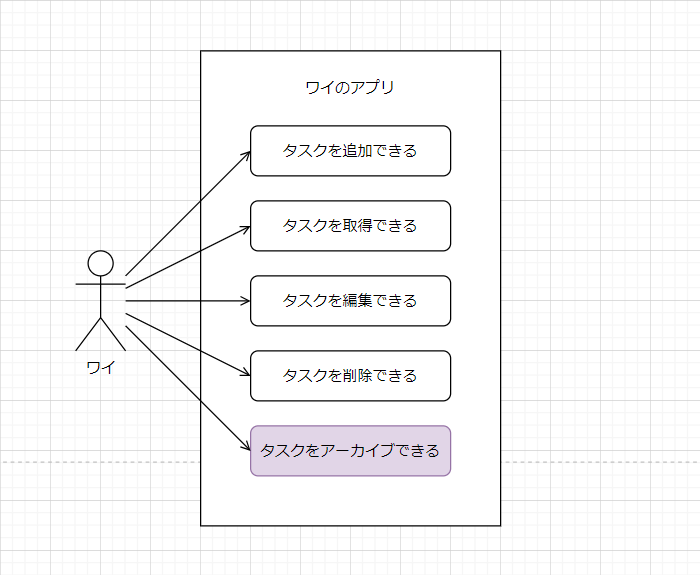 ワイのアプリ
タスクを追加できる
タスクを取得できる
タスクを編集できる
タスクを削除できる
ワイ
タスクをアーカイブできる